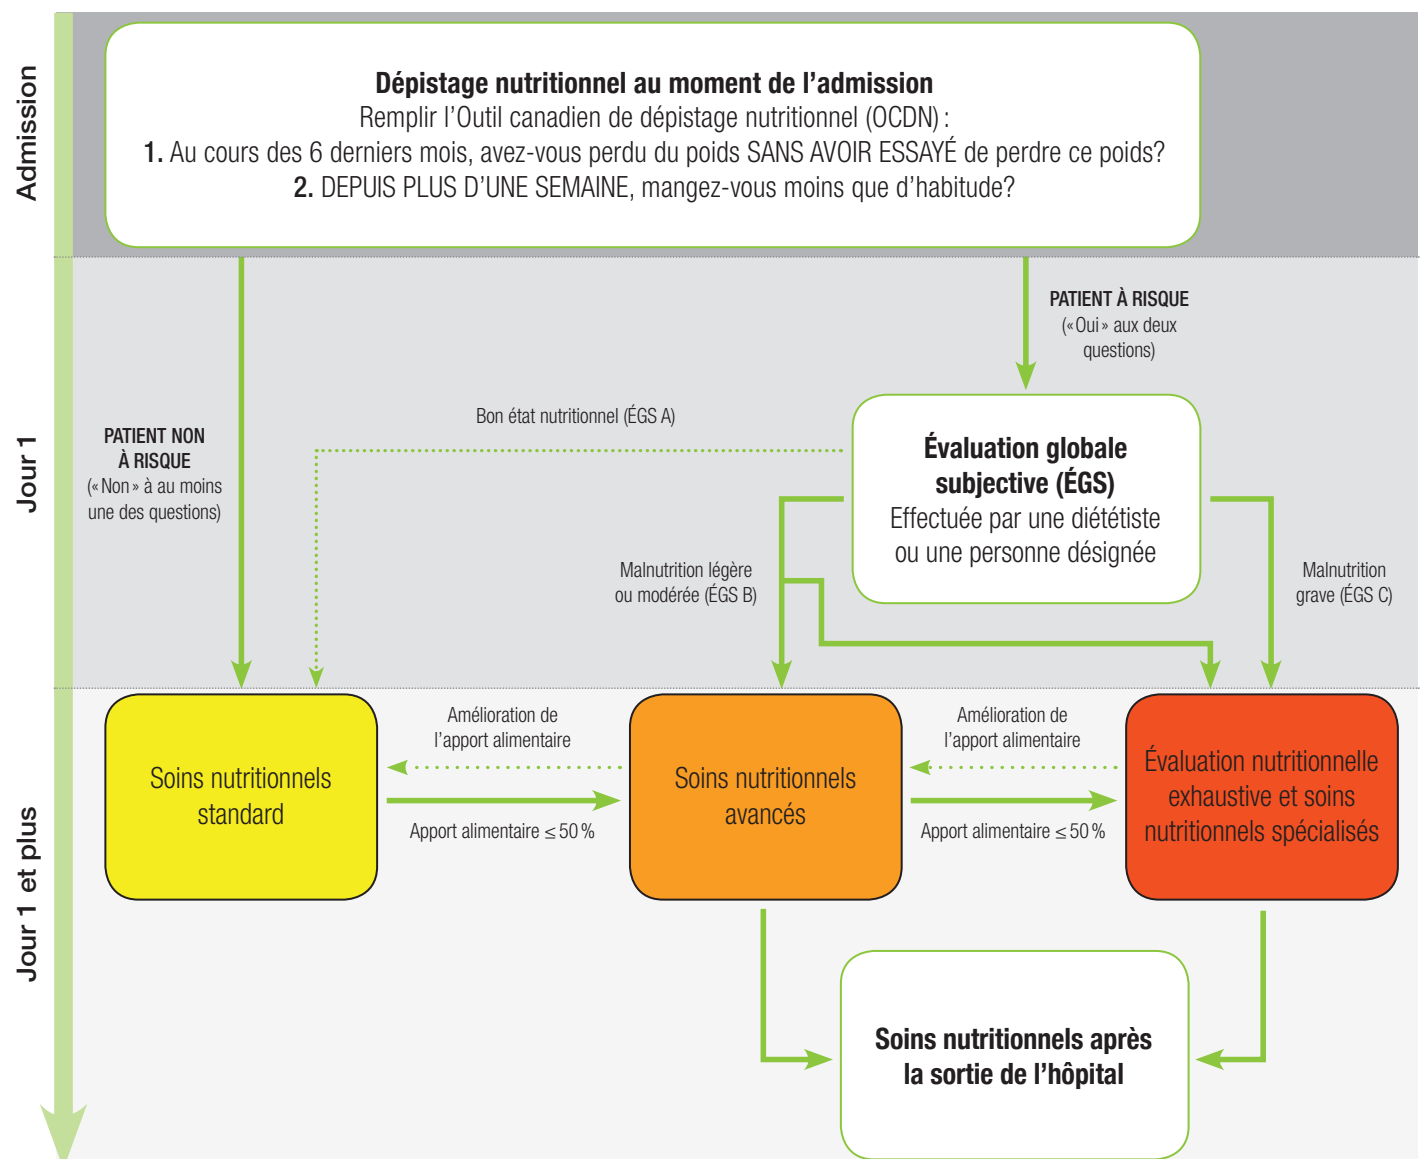 Admission
Dépistage nutritionnel au moment de l’admission
Remplir l’Outil canadien de dépistage nutritionnel (OCDN) :
1. Au cours des 6 derniers mois, avez-vous perdu du poids SANS AVOIR ESSAYÉ de perdre ce poids?
2. DEPUIS PLUS D’UNE SEMAINE, mangez-vous moins que d’habitude?
Jour 1
PATIENT NON
À RISQUE
(« Non » à au moins
une des questions)
PATIENT À RISQUE
(« Oui » aux deux
questions)
Bon état nutritionnel (ÉGS A)
Évaluation globale
subjective (ÉGS)
Effectuée par une diététiste
ou une personne désignée
Malnutrition légère
ou modérée (ÉGS B)
Malnutrition
grave (ÉGS C)
Jour 1 et plus
Soins nutritionnels
standard
Amélioration de
l’apport alimentaire
Apport alimentaire ≤ 50 %
Soins nutritionnels
avancés
Amélioration de
l’apport alimentaire
Apport alimentaire ≤ 50 %
Évaluation nutritionnelle
exhaustive et soins
nutritionnels spécialisés
Soins nutritionnels après
la sortie de l’hôpital